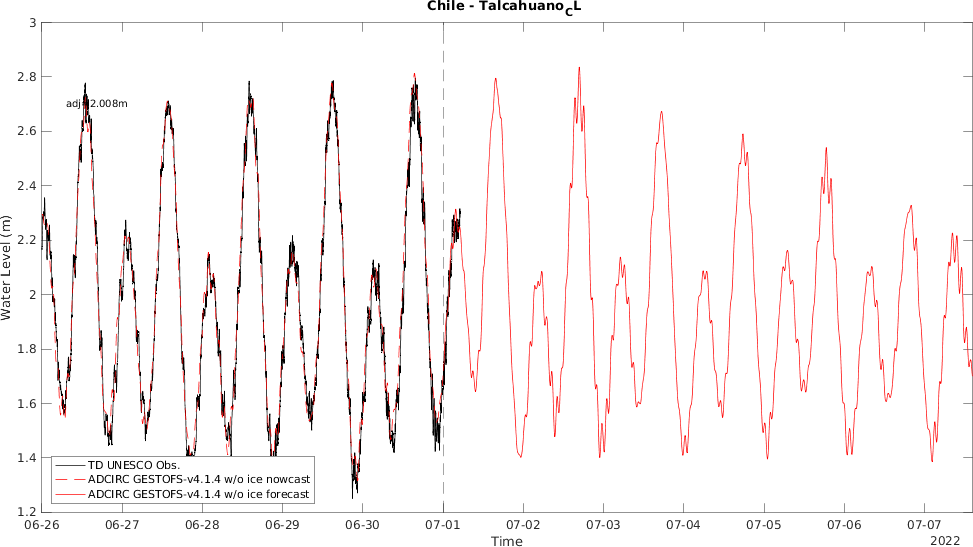 Chile - Talcahuano_CL
3
2.8
adj=2.008m
2.6
2.4
2.2
2
1.8
1.6
1.4
1.2
Water Level (m)
TD UNESCO Obs.
ADCIRC GESTOFS-v4.1.4 w/o ice nowcast
ADCIRC GESTOFS-v4.1.4 w/o ice forecast
06-26 06-27 06-28 06-29 06-30 07-01 07-02 07-03 07-04 07-05 07-06 07-07
Time
2022